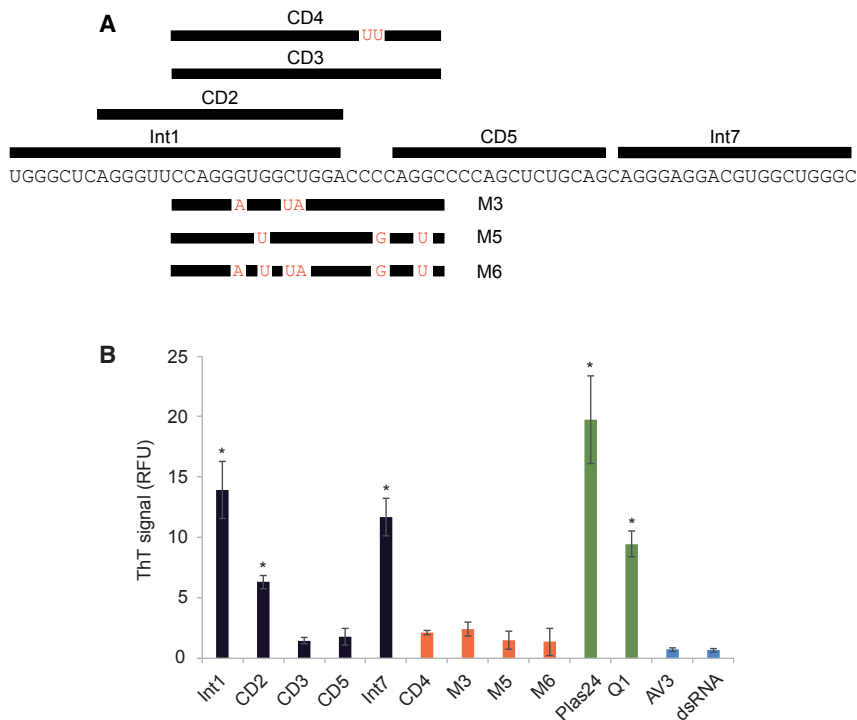 A
CD4
UU
CD3
CD2
Int1
CD5
Int7
UGGGCUCAGGGUUCCAGGGUGGCUGGACCCCAGGCCCCAGCUCUGCAGCAGGGAGGACGUGGCUGGGC
A UA M3
U G U M5
A U UA G U M6
B
ThT signal (RFU)
25
20
15
10
5
0
* * * * *
Int1 CD2 CD3 CD5 Int7 CD4 M3 M5 M6 Plas24 Q1 AV3 dsRNA